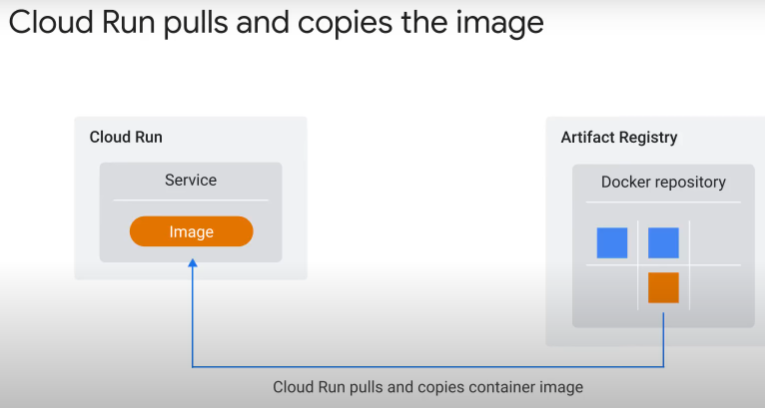 Cloud Run pulls and copies the image
Cloud Run
Service
Image
Artifact Registry
Docker repository
Cloud Run pulls and copies container image